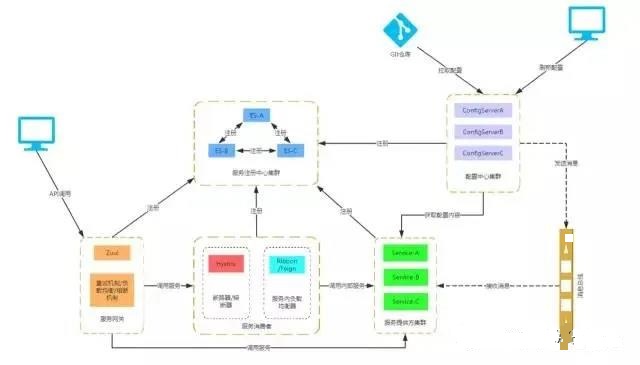 Git仓库
拉取配置
刷新配置
ConfigServerA
ConfigServerB
ConfigServerC
配置中心集群
ES-A
注册
注册
ES-B
注册
ES-C
服务注册中心集群
注册
发送消息
API调用
注册
注册
注册
获取配置内容
Zuul
重试机制/负
载均衡/熔断
机制
服务网关
调用服务
Hystrix
断路器/熔
断器
Ribbon
/Feign
服务内负载
均衡器
服务消费者
调用内部服务
Service-A
Service-B
Service-C
服务提供方集群
接收消息
消息总线
调用服务